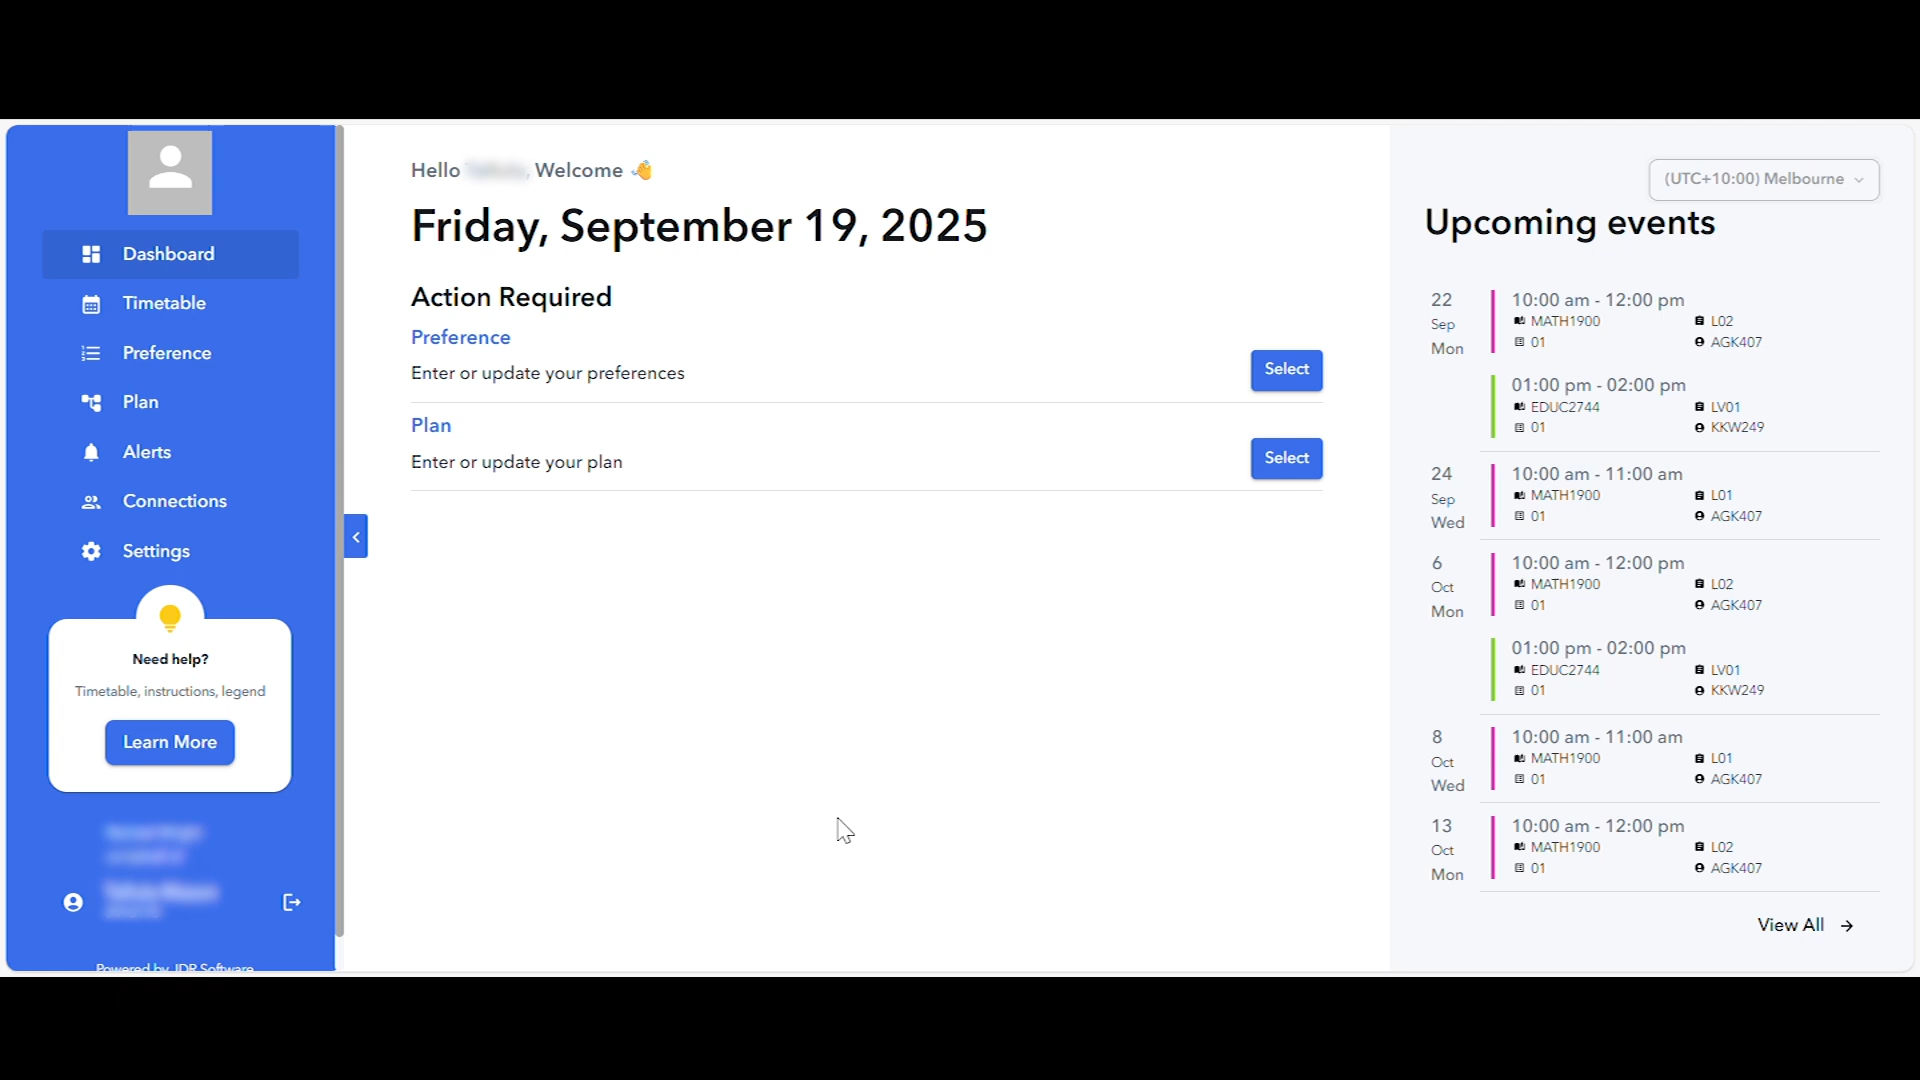 Dashboard
Timetable
Preference
Plan
Alerts
Connections
Settings
Need help?
Timetable, instructions, legend
Learn More
Powered by JDR Software
Hello , Welcome 👋
Friday, September 19, 2025
Action Required
Preference
Enter or update your preferences
Select
Plan
Enter or update your plan
Select
(UTC+10:00) Melbourne
Upcoming events
22 Sep Mon
10:00 am - 12:00 pm
MATH1900 L02
01 AGK407
01:00 pm - 02:00 pm
EDUC2744 LV01
01 KKW249
24 Sep Wed
10:00 am - 11:00 am
MATH1900 L01
01 AGK407
6 Oct Mon
10:00 am - 12:00 pm
MATH1900 L02
01 AGK407
01:00 pm - 02:00 pm
EDUC2744 LV01
01 KKW249
8 Oct Wed
10:00 am - 11:00 am
MATH1900 L01
01 AGK407
13 Oct Mon
10:00 am - 12:00 pm
MATH1900 L02
01 AGK407
View All →